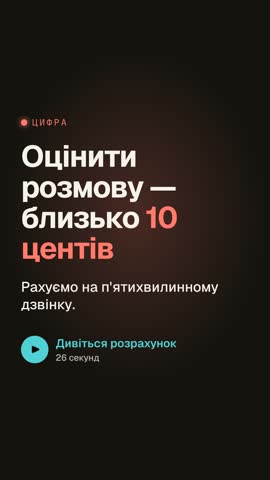 ЦИФРА
Оцінити
розмову —
близько 10
центів
Рахуємо на п'ятихвилинному
дзвінку.
Дивіться розрахунок
26 секунд